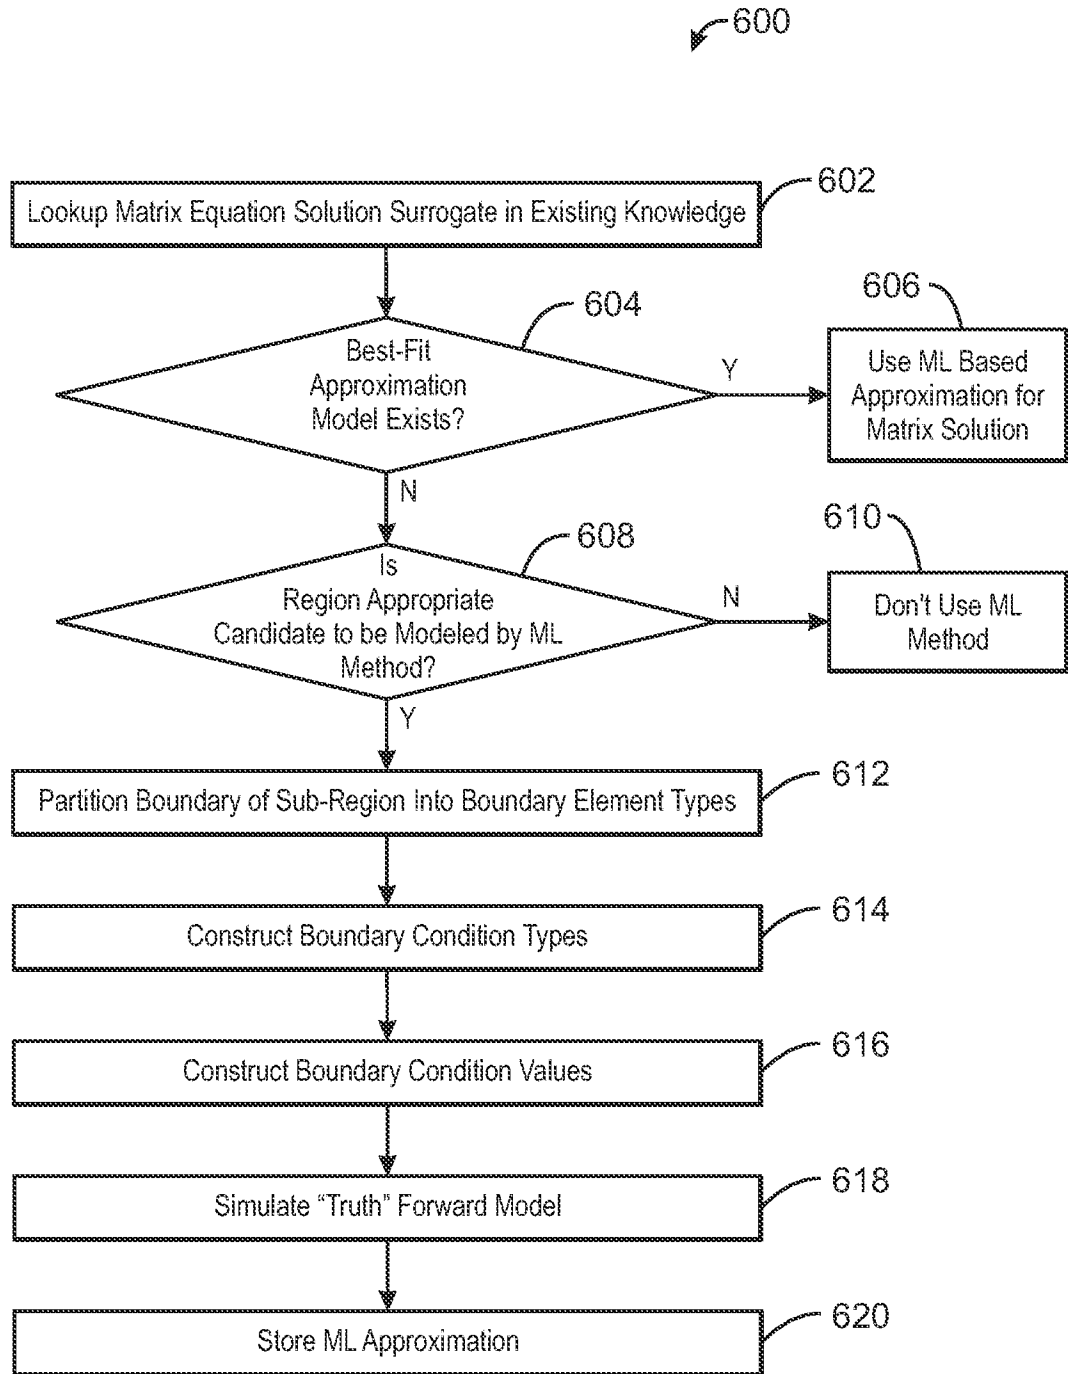 600
Lookup Matrix Equation Solution Surrogate in Existing Knowledge
602
Best-Fit
Approximation
Model Exists?
604
Y
606
Use ML Based
Approximation for
Matrix Solution
N
Is
Region Appropriate
Candidate to be Modeled by ML
Method?
608
N
610
Don't Use ML
Method
Y
Partition Boundary of Sub-Region Into Boundary Element Types
612
Construct Boundary Condition Types
614
Construct Boundary Condition Values
616
Simulate “Truth” Forward Model
618
Store ML Approximation
620